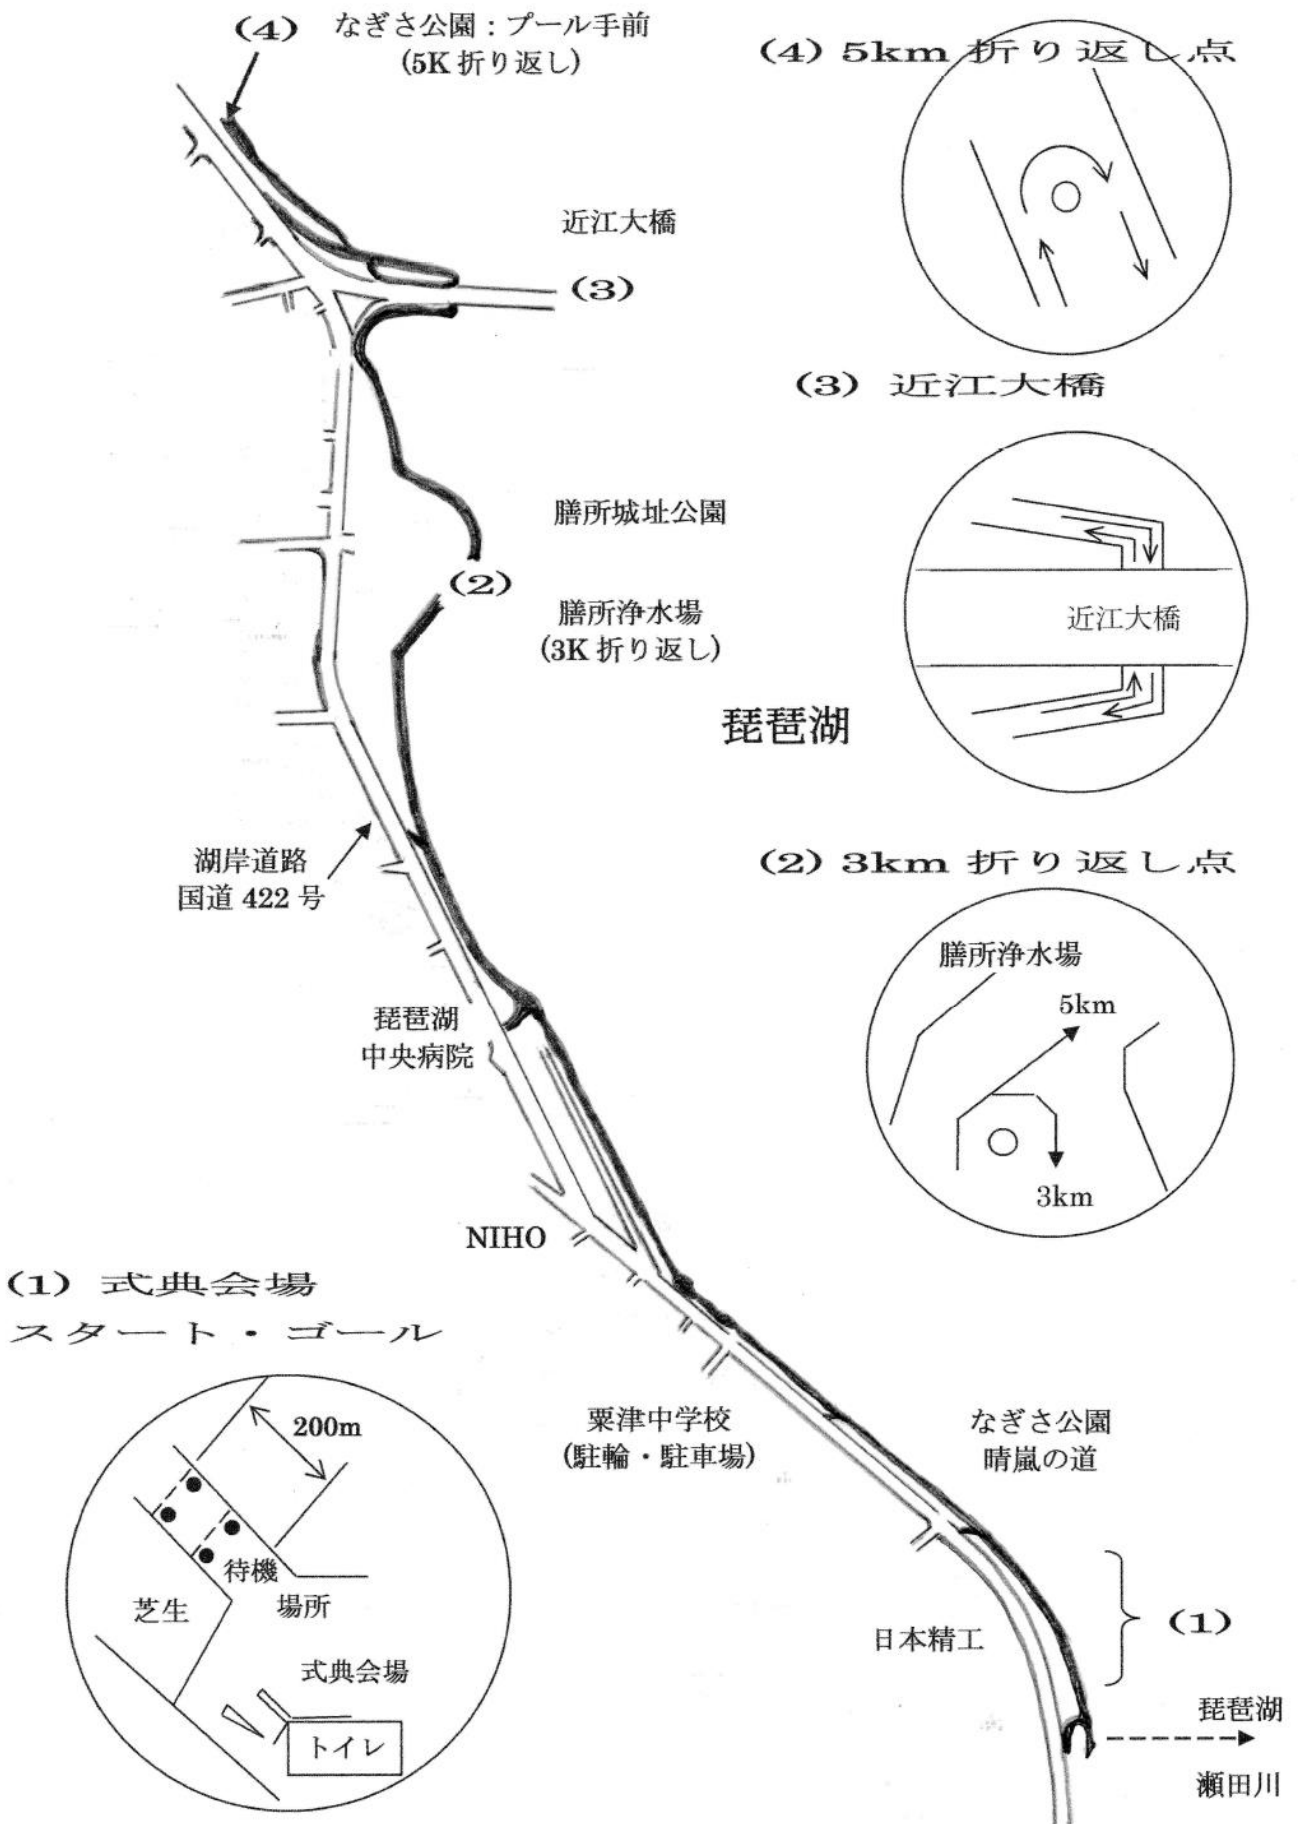 (4) なぎさ公園：プール手前
(5K 折り返し)
(4) 5km 折り返し点
近江大橋
(3)
(3) 近江大橋
近江大橋
膳所城址公園
(2)
膳所浄水場
(3K 折り返し)
琵琶湖
湖岸道路
国道 422 号
(2) 3km 折り返し点
膳所浄水場
5km
3km
琵琶湖
中央病院
NIHO
(1) 式典会場
スタート・ゴール
200m
待機
場所
芝生
式典会場
トイレ
粟津中学校
(駐輪・駐車場)
なぎさ公園
晴嵐の道
日本精工
(1)
琵琶湖
瀬田川